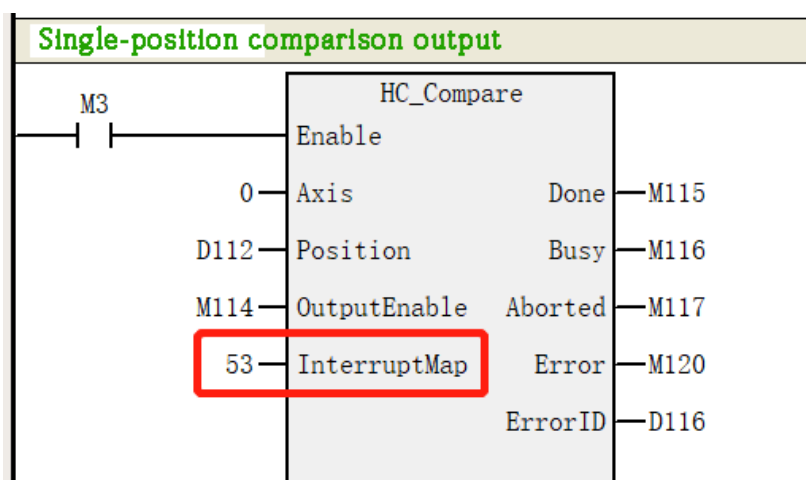 Single-position comparison output
HC_Compare
M3
Enable
0 Axis Done M115
D112 Position Busy M116
M114 OutputEnable Aborted M117
53 InterruptMap Error M120
ErrorID D116